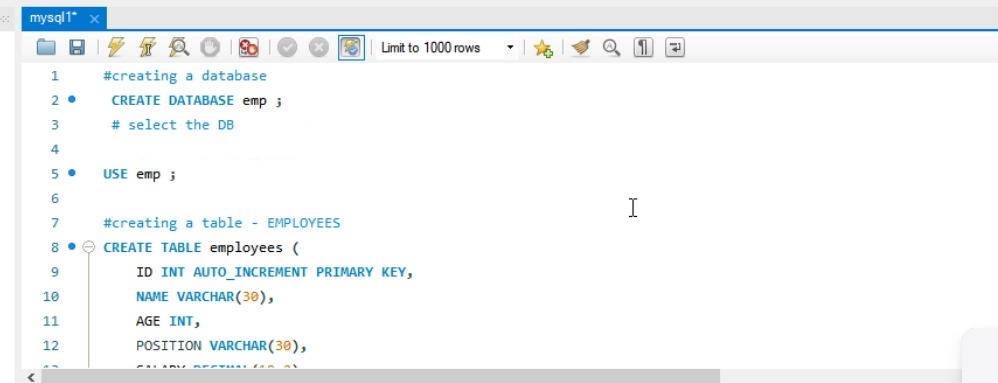 mysql1*
Limit to 1000 rows
1 #creating a database
2 CREATE DATABASE emp ;
3 # select the DB
4
5 USE emp ;
6
7 #creating a table - EMPLOYEES
8 CREATE TABLE employees (
9 ID INT AUTO_INCREMENT PRIMARY KEY,
10 NAME VARCHAR(30),
11 AGE INT,
12 POSITION VARCHAR(30),